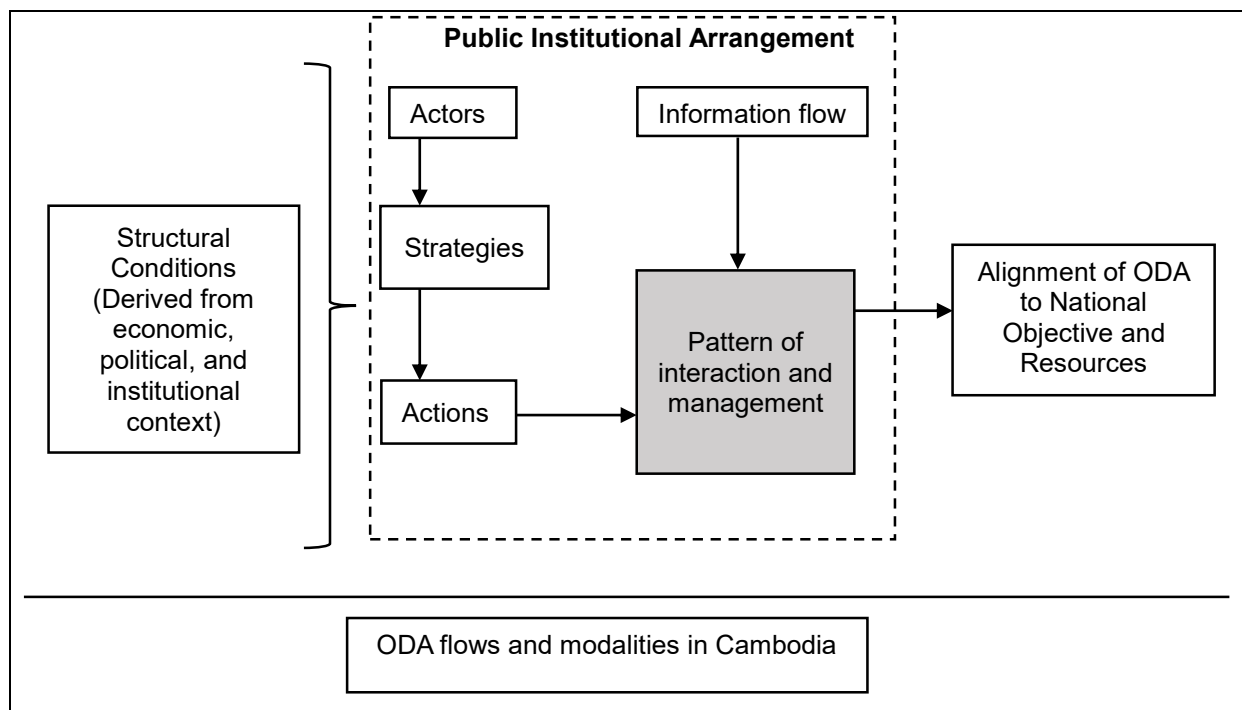 Public Institutional Arrangement
Actors
Information flow
Strategies
Structural
Conditions
(Derived from
economic,
political, and
institutional
context)
Actions
Pattern of
interaction and
management
Alignment of ODA
to National
Objective and
Resources
ODA flows and modalities in Cambodia